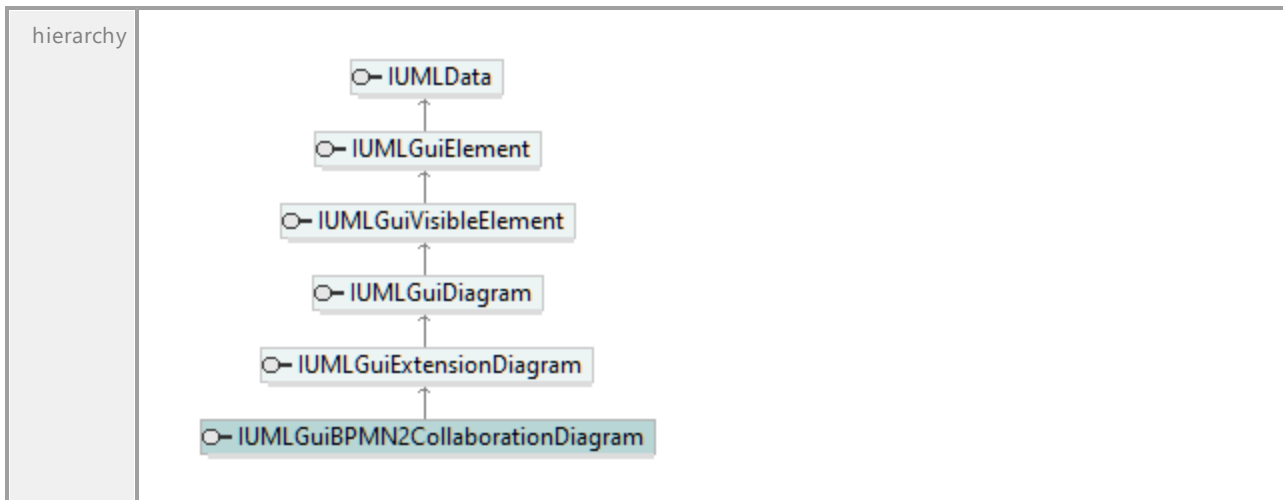 hierarchy
IUMLData
IUMLGuiElement
IUMLGuiVisibleElement
IUMLGuiDiagram
IUMLGuiExtensionDiagram
IUMLGuiBPMN2CollaborationDiagram